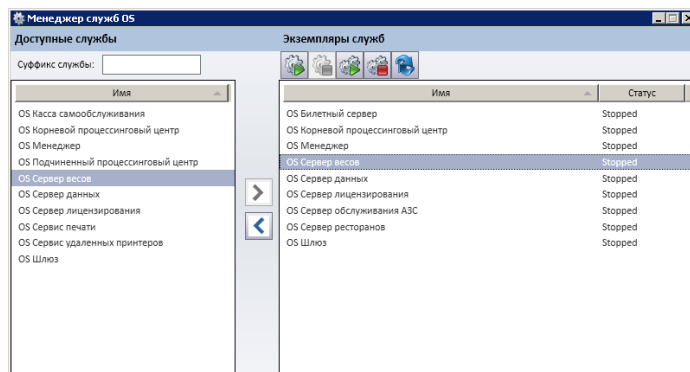 Менеджер служб OS
Доступные службы
Экземпляры служб
Суффикс службы:
Имя
OS Касса самообслуживания
OS Корневой процессинговый центр
OS Менеджер
OS Подчиненный процессинговый центр
OS Сервер весов
OS Сервер данных
OS Сервер лицензирования
OS Сервис печати
OS Сервис удаленных принтеров
OS Шлюз
Имя Статус
OS Билетный сервер Stopped
OS Корневой процессинговый центр Stopped
OS Менеджер Stopped
OS Сервер весов Stopped
OS Сервер данных Stopped
OS Сервер лицензирования Stopped
OS Сервер обслуживания АЗС Stopped
OS Сервер ресторанов Stopped
OS Шлюз Stopped